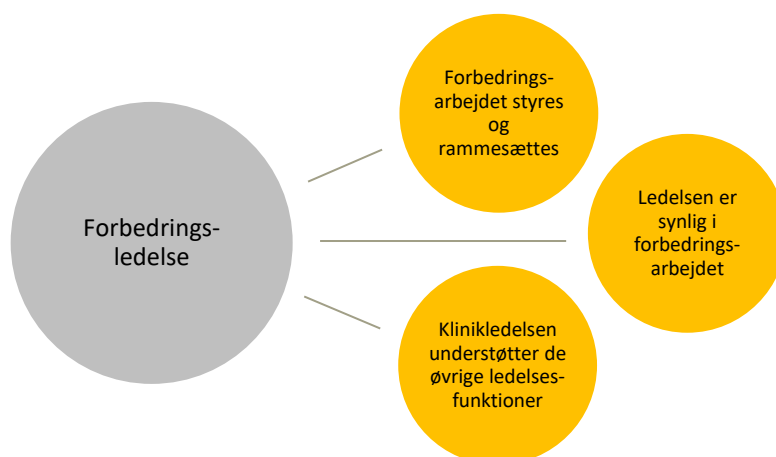 Forbedrings-
ledelse
Forbedrings-
arbejdet styres
og
rammesættes
Ledelsen er
synlig i
forbedrings-
arbejdet
Klinikledelsen
understøtter de
øvrige ledelses-
funktioner